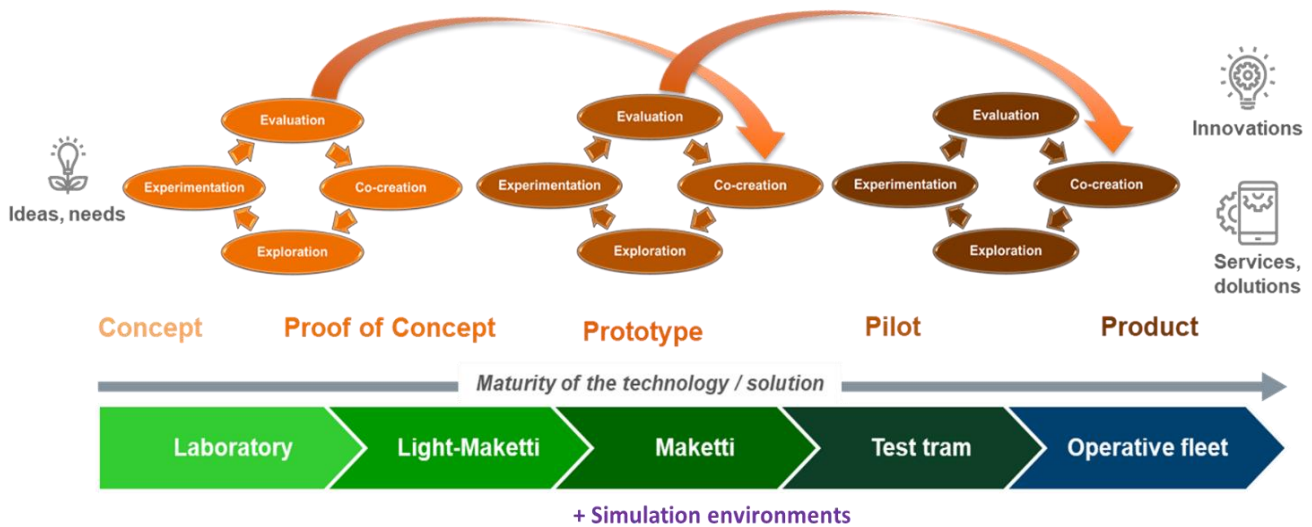 Ideas, needs
Evaluation
Experimentation
Co-creation
Exploration
Evaluation
Experimentation
Co-creation
Exploration
Evaluation
Experimentation
Co-creation
Exploration
Innovations
Services,
dolutions
Concept
Proof of Concept
Prototype
Pilot
Product
Maturity of the technology / solution
Laboratory
Light-Maketti
Maketti
Test tram
Operative fleet
+ Simulation environments